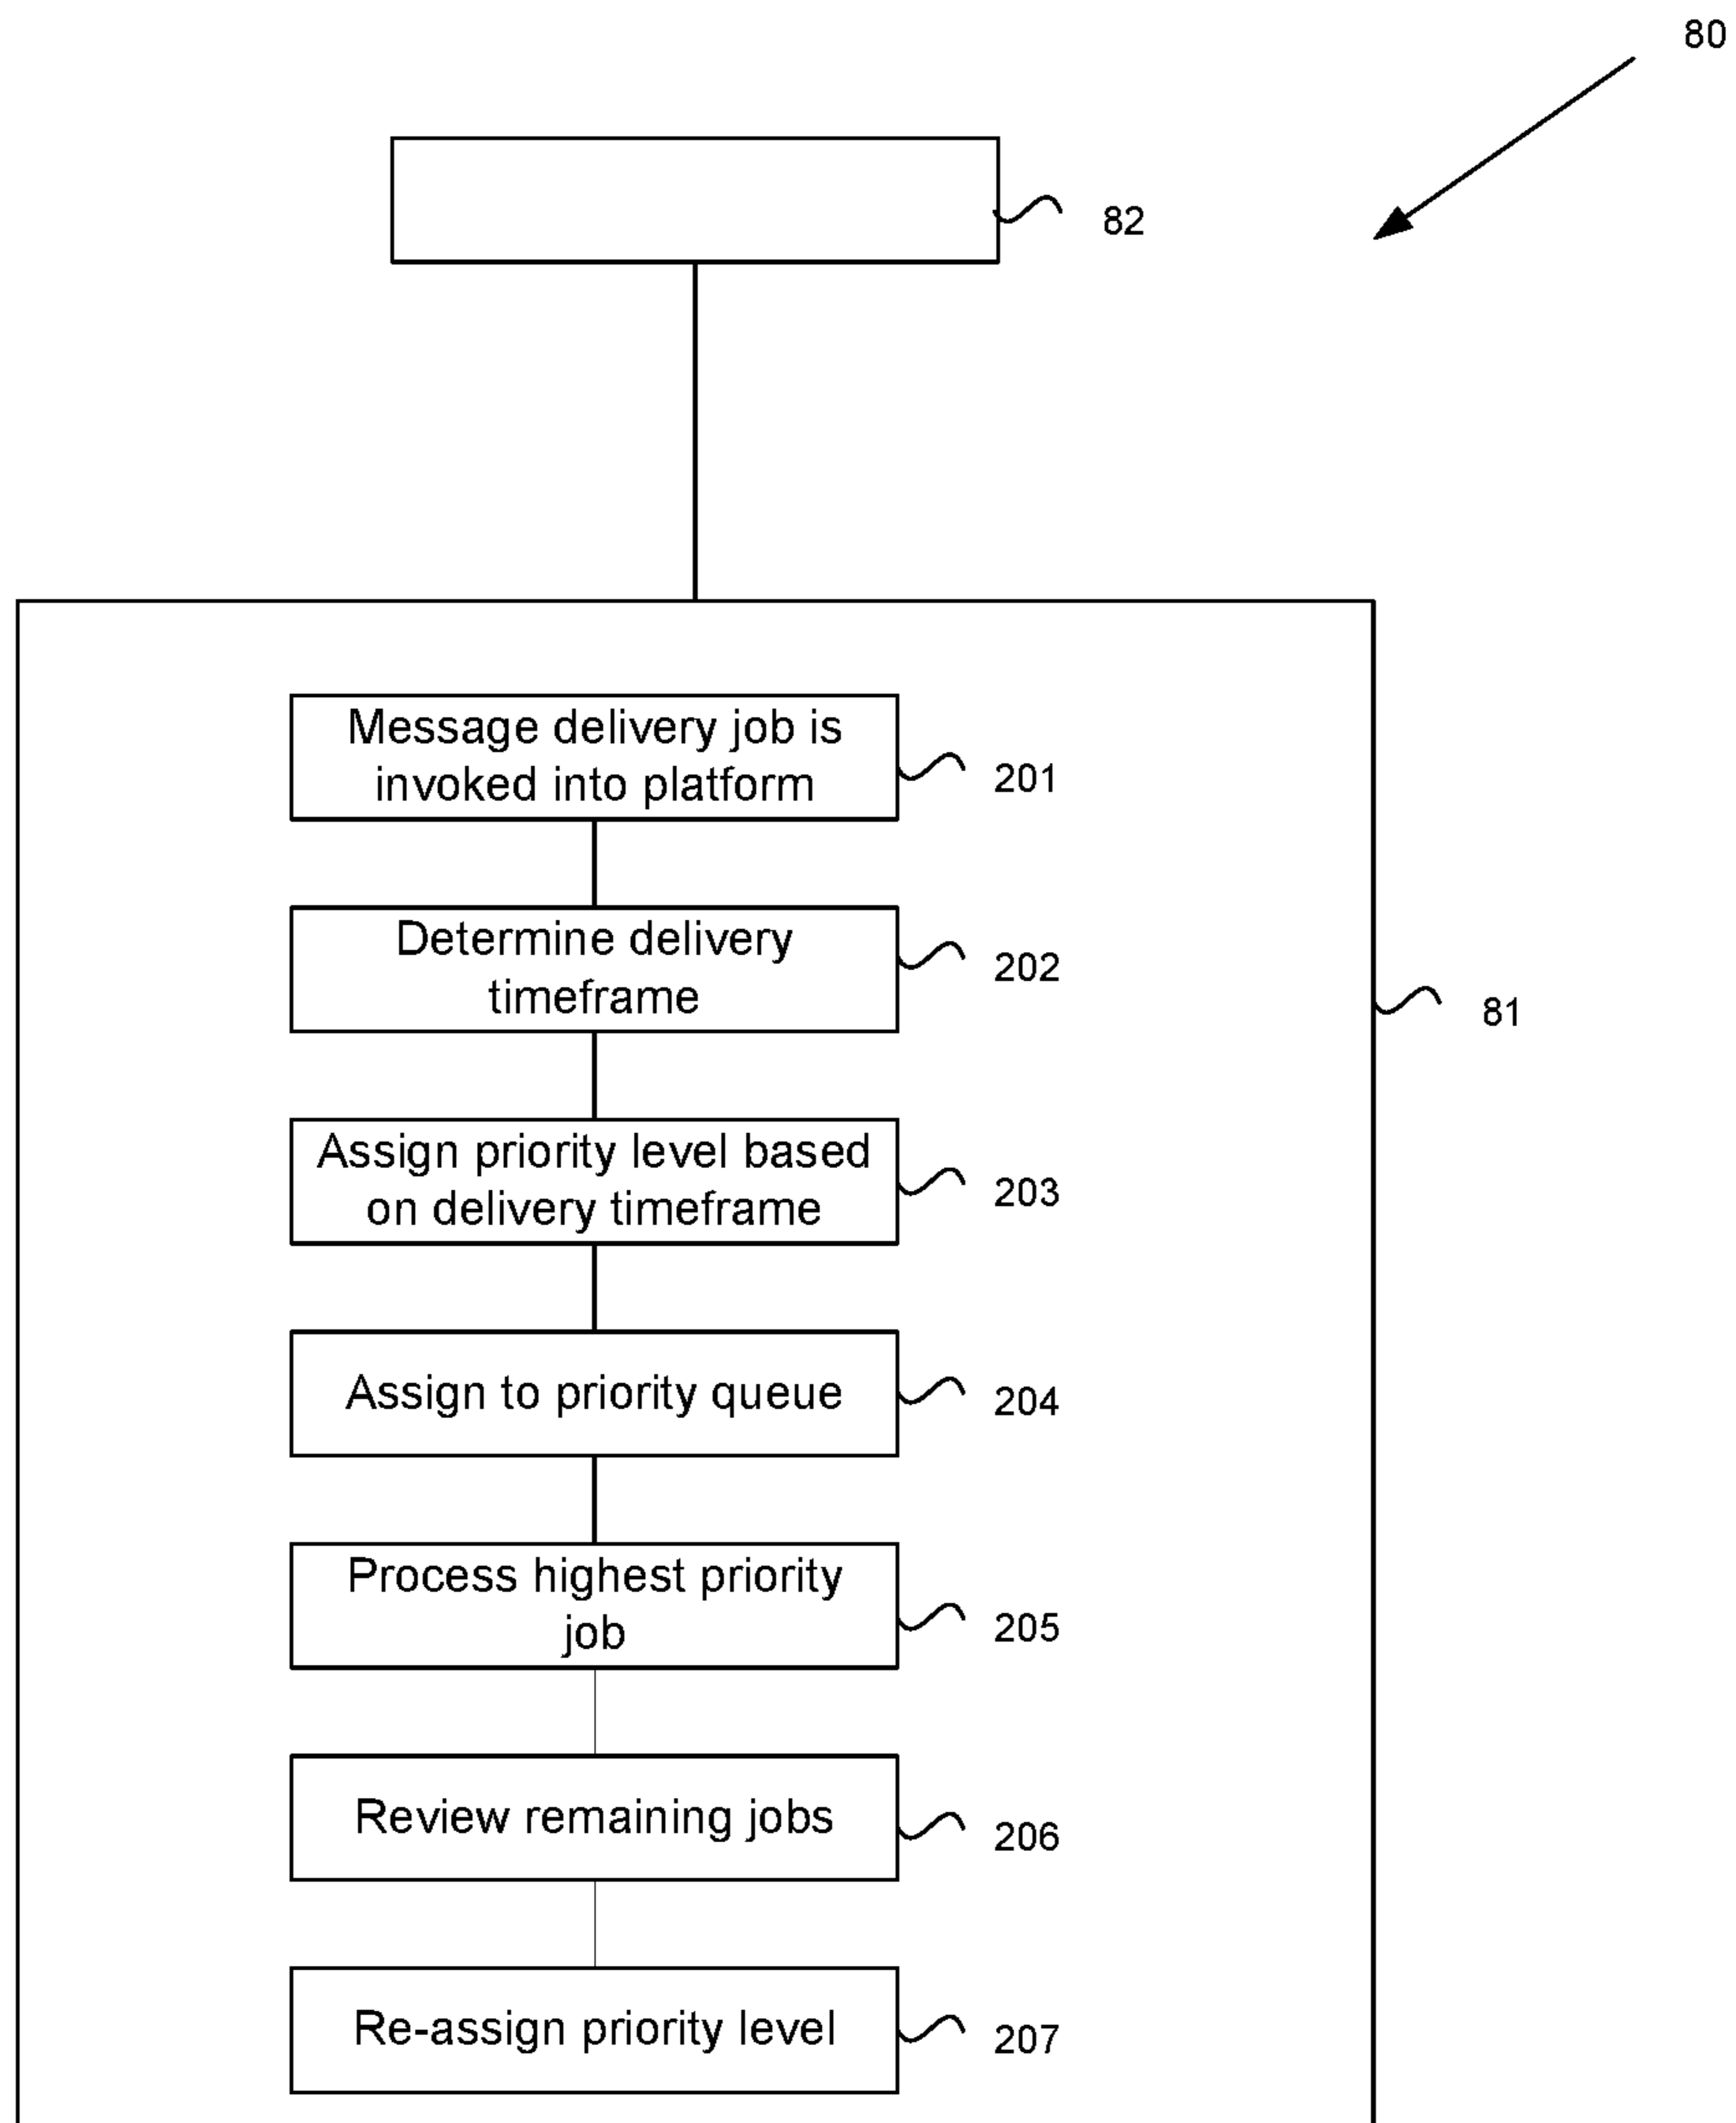 80
82
Message delivery job is
invoked into platform
201
Determine delivery
timeframe
202
81
Assign priority level based
on delivery timeframe
203
Assign to priority queue
204
Process highest priority
job
205
Review remaining jobs
206
Re-assign priority level
207